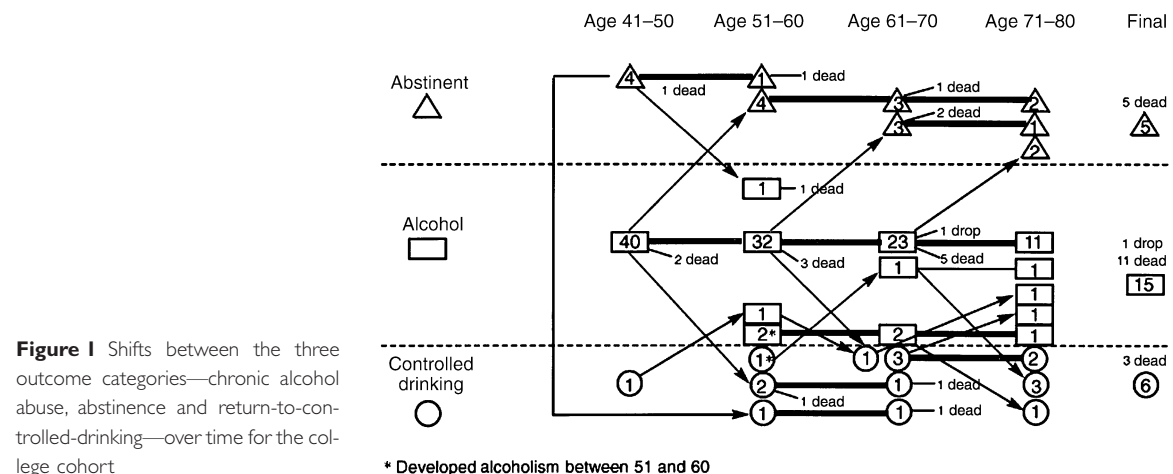 Age 41–50 Age 51–60 Age 61–70 Age 71–80 Final
Abstinent
4 1 1 dead
1 dead
4 3 1 dead 2
5 dead
3 2 dead 1
5
2
1 1 dead
Alcohol
40 32 23 1 drop 11
2 dead 3 dead 5 dead
1 drop
11 dead
1 1
15
1
1 1
2* 2 1
Controlled
drinking
1* 1 3 2
3 dead
1 2 1 1 dead 3
6
1 dead
1 1 1 dead 1
* Developed alcoholism between 51 and 60
Figure 1 Shifts between the three
outcome categories—chronic alcohol
abuse, abstinence and return-to-con-
trolled-drinking—over time for the col-
lege cohort